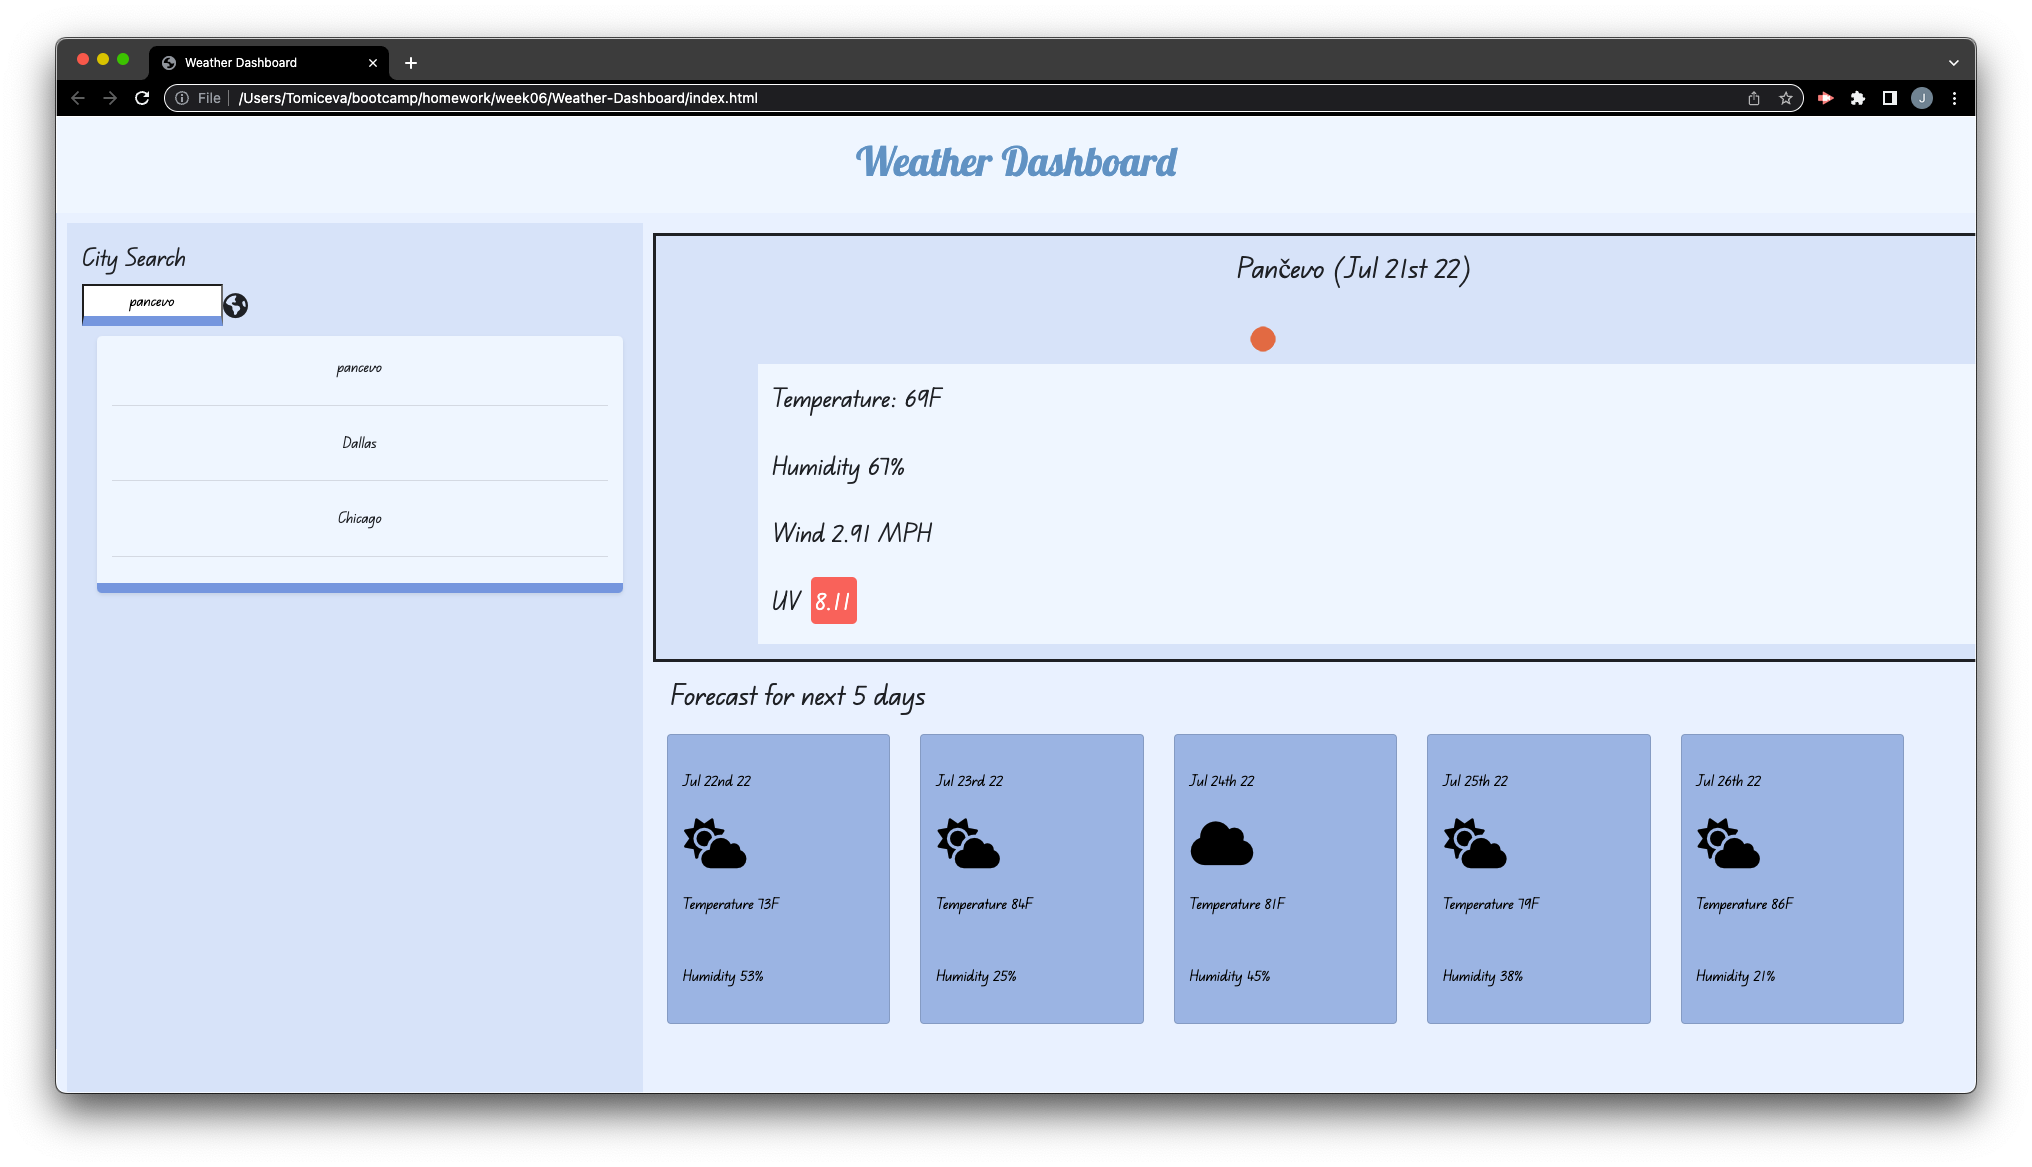 Weather Dashboard
File /Users/Tomiceva/bootcamp/homework/week06/Weather-Dashboard/index.html
J
Weather Dashboard
City Search
pancevo
pancevo
Dallas
Chicago
Pančevo (Jul 21st 22)
Temperature: 69F
Humidity 67%
Wind 2.91 MPH
UV 8.11
Forecast for next 5 days
Jul 22nd 22
Temperature 73F
Humidity 53%
Jul 23rd 22
Temperature 84F
Humidity 25%
Jul 24th 22
Temperature 81F
Humidity 45%
Jul 25th 22
Temperature 79F
Humidity 38%
Jul 26th 22
Temperature 86F
Humidity 21%